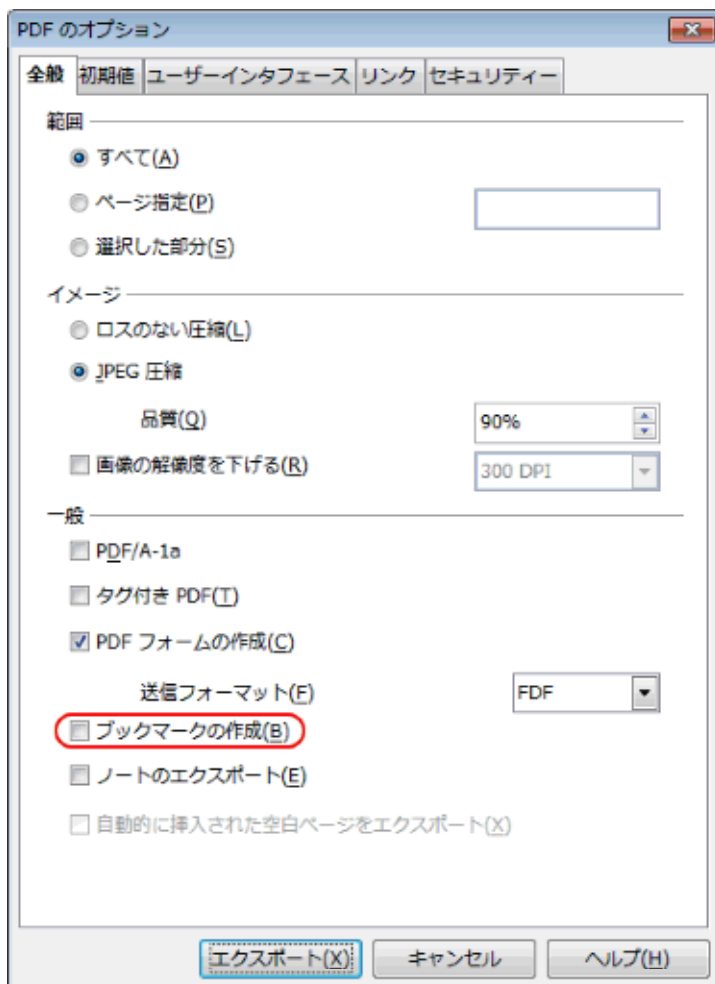 PDF のオプション
全般 初期値 ユーザーインタフェース リンク セキュリティー
範囲
すべて(A)
ページ指定(P)
選択した部分(S)
イメージ
ロスのない圧縮(L)
JPEG 圧縮
品質(Q) 90%
画像の解像度を下げる(R) 300 DPI
一般
PDF/A-1a
タグ付き PDF(T)
PDF フォームの作成(C)
送信フォーマット(F) FDF
ブックマークの作成(B)
ノートのエクスポート(E)
自動的に挿入された空白ページをエクスポート(X)
エクスポート(X) キャンセル ヘルプ(H)